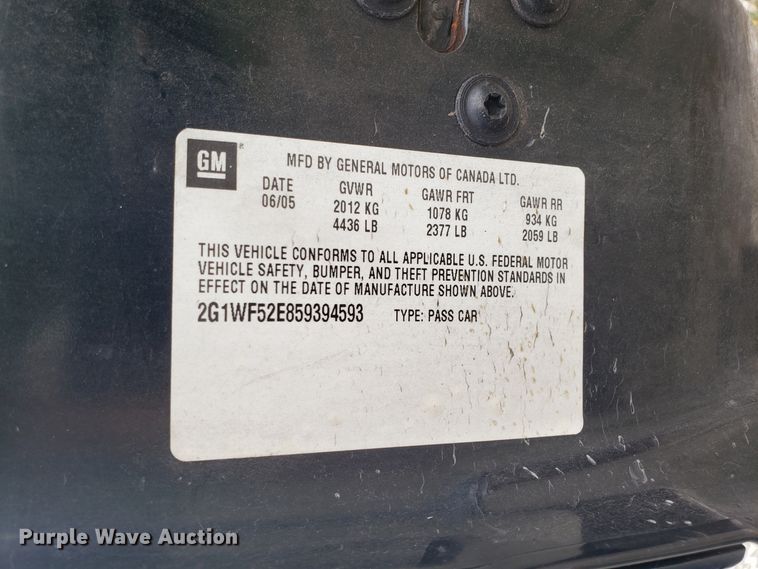 GM®
MFD BY GENERAL MOTORS OF CANADA LTD.
DATE GVWR GAWR FRT GAWR RR
06/05 2012 KG 1078 KG 934 KG
4436 LB 2377 LB 2059 LB
THIS VEHICLE CONFORMS TO ALL APPLICABLE U.S. FEDERAL MOTOR
VEHICLE SAFETY, BUMPER, AND THEFT PREVENTION STANDARDS IN
EFFECT ON THE DATE OF MANUFACTURE SHOWN ABOVE.
2G1WF52E859394593 TYPE: PASS CAR
Purple Wave Auction